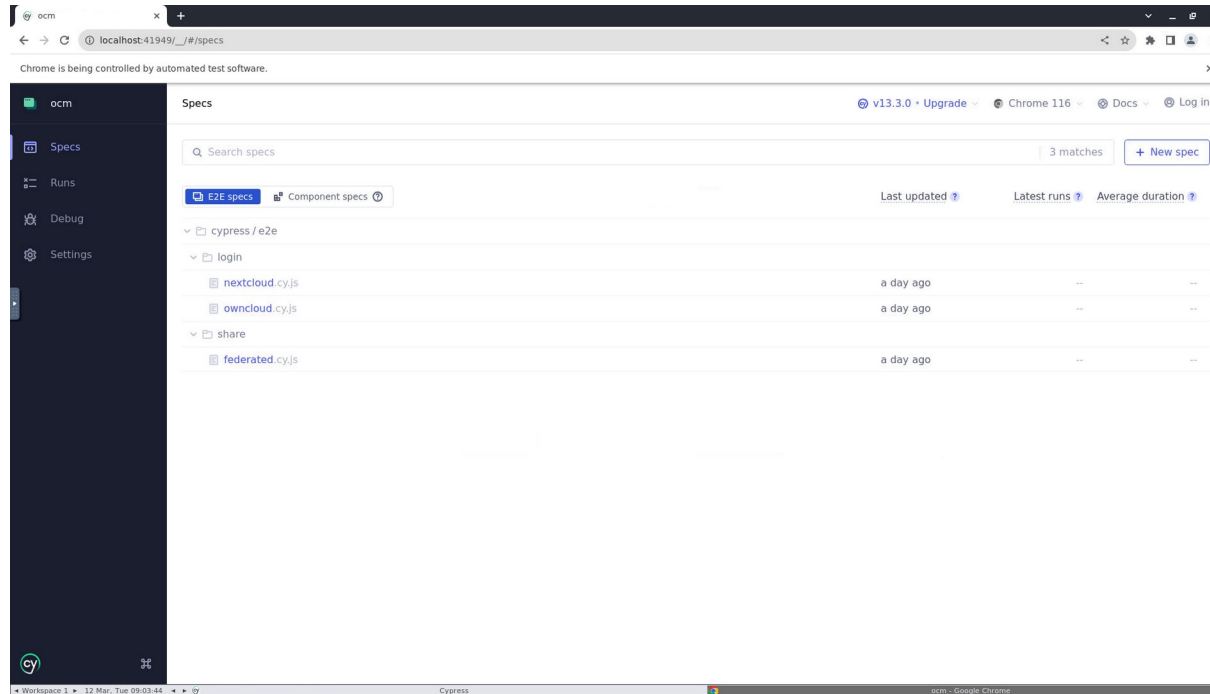 ocm
localhost:41949/__/#/specs
Chrome is being controlled by automated test software.
ocm
Specs
v13.3.0 • Upgrade
Chrome 116
Docs
Log in
Specs
Runs
Debug
Settings
Search specs
3 matches
+ New spec
E2E specs
Component specs
Last updated ?
Latest runs ?
Average duration ?
cypress / e2e
login
nextcloud.cy.js
a day ago
--
--
owncloud.cy.js
a day ago
--
--
share
federated.cy.js
a day ago
--
--
cy
Workspace 1
12 Mar, Tue 09:03:44
Cypress
ocm - Google Chrome